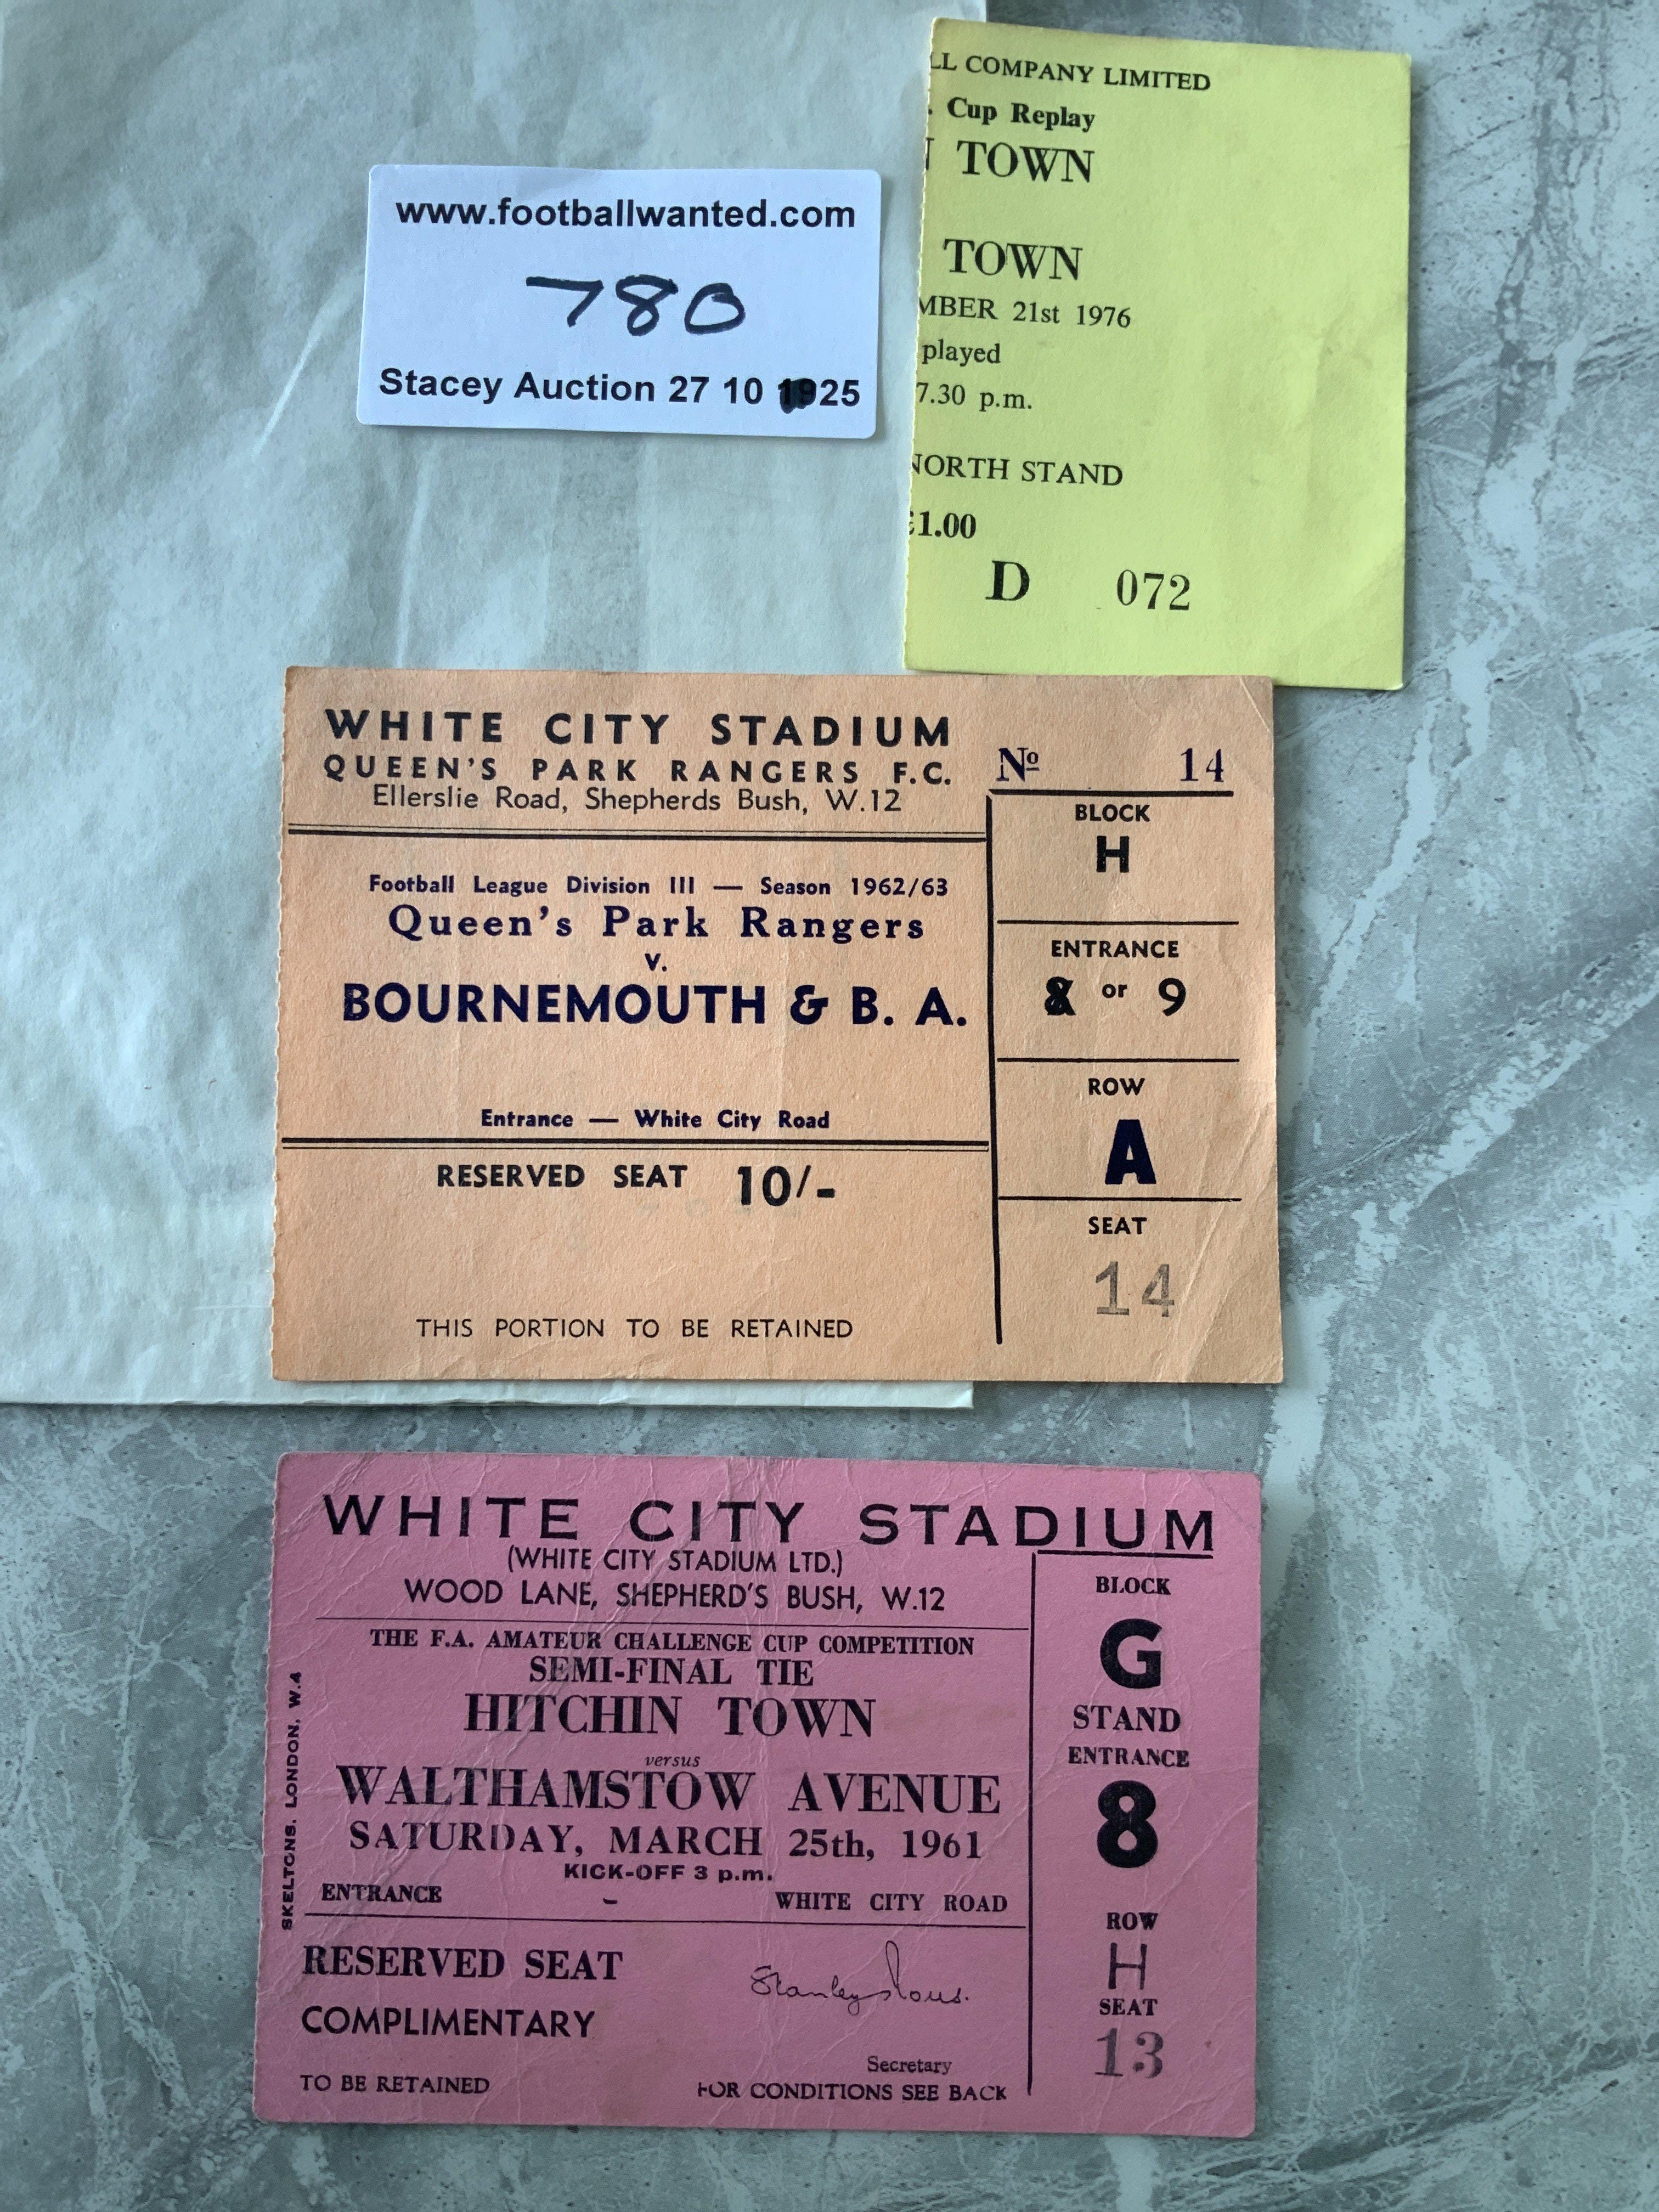 www.footballwanted.com
780
Stacey Auction 27 10 1925
LL COMPANY LIMITED
. Cup Replay
TOWN
TOWN
MBER 21st 1976
played
7.30 p.m.
NORTH STAND
£1.00
D 072
WHITE CITY STADIUM
QUEEN'S PARK RANGERS F.C.
Ellerslie Road, Shepherds Bush, W.12
Football League Division III — Season 1962/63
Queen's Park Rangers
v.
BOURNEMOUTH & B. A.
Entrance — White City Road
RESERVED SEAT 10/-
THIS PORTION TO BE RETAINED
Nº 14
BLOCK
H
ENTRANCE
8 or 9
ROW
A
SEAT
14
WHITE CITY STADIUM
(WHITE CITY STADIUM LTD.)
WOOD LANE, SHEPHERD'S BUSH, W.12
THE F.A. AMATEUR CHALLENGE CUP COMPETITION
SEMI-FINAL TIE
HITCHIN TOWN
versus
WALTHAMSTOW AVENUE
SATURDAY, MARCH 25th, 1961
KICK-OFF 3 p.m.
ENTRANCE - WHITE CITY ROAD
RESERVED SEAT
COMPLIMENTARY
TO BE RETAINED
Stanley Rous.
Secretary
FOR CONDITIONS SEE BACK
SKELTONS. LONDON, W.4
BLOCK
G
STAND
ENTRANCE
8
ROW
H
SEAT
13